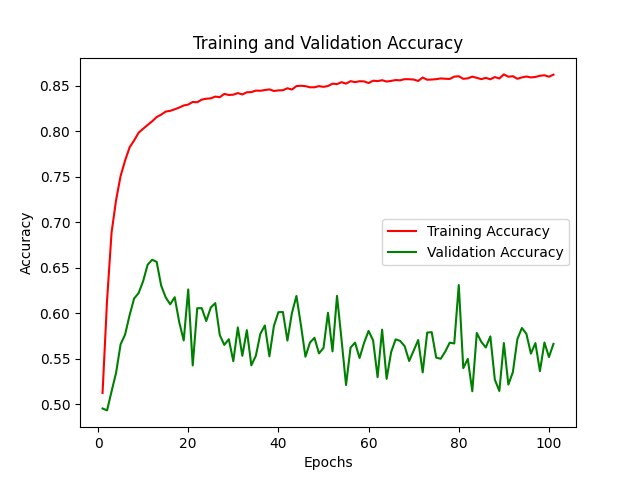 Training and Validation Accuracy
Accuracy
0.85
0.80
0.75
0.70
0.65
0.60
0.55
0.50
Training Accuracy
Validation Accuracy
0 20 40 60 80 100
Epochs